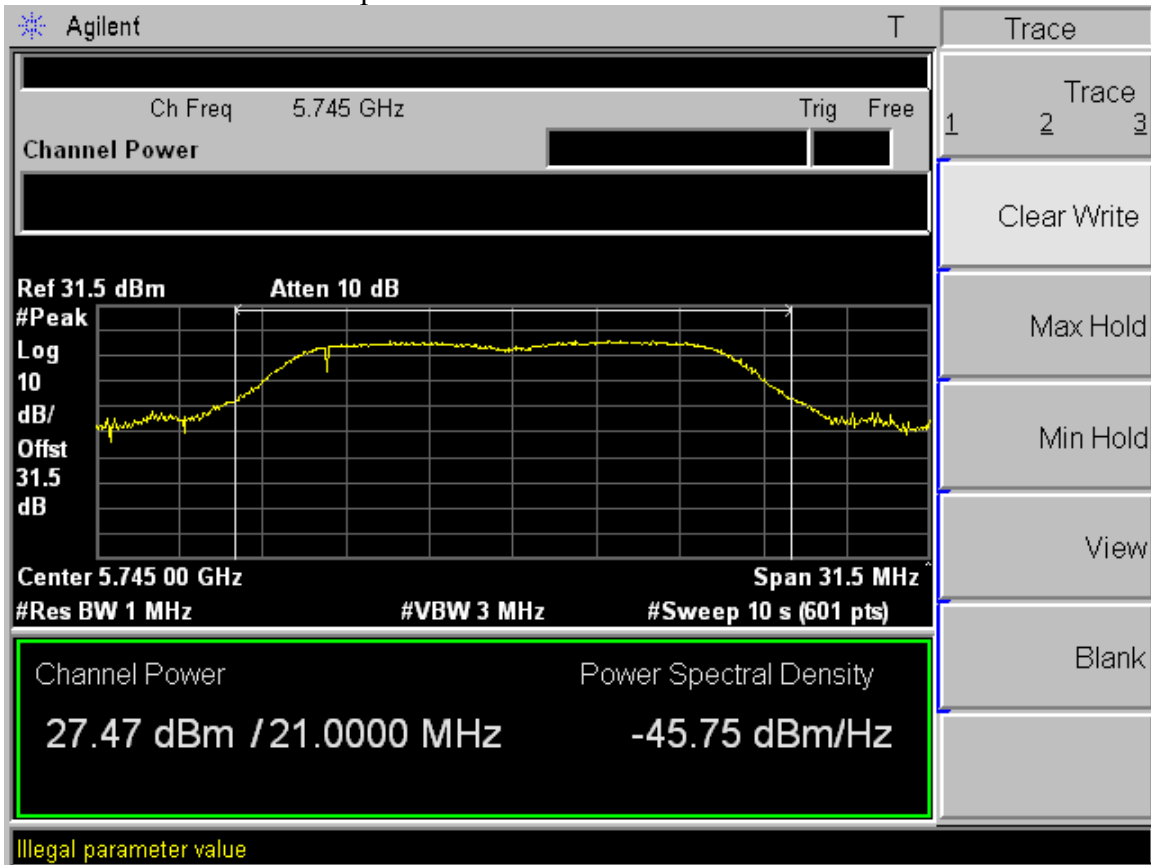 Agilent T Trace
Ch Freq 5.745 GHz Trig Free
Channel Power
Trace
1 2 3
Clear Write
Max Hold
Min Hold
View
Blank
Ref 31.5 dBm Atten 10 dB
#Peak
Log
10
dB/
Offst
31.5
dB
Center 5.745 00 GHz Span 31.5 MHz
#Res BW 1 MHz #VBW 3 MHz #Sweep 10 s (601 pts)
Channel Power Power Spectral Density
27.47 dBm / 21.0000 MHz -45.75 dBm/Hz
Illegal parameter value